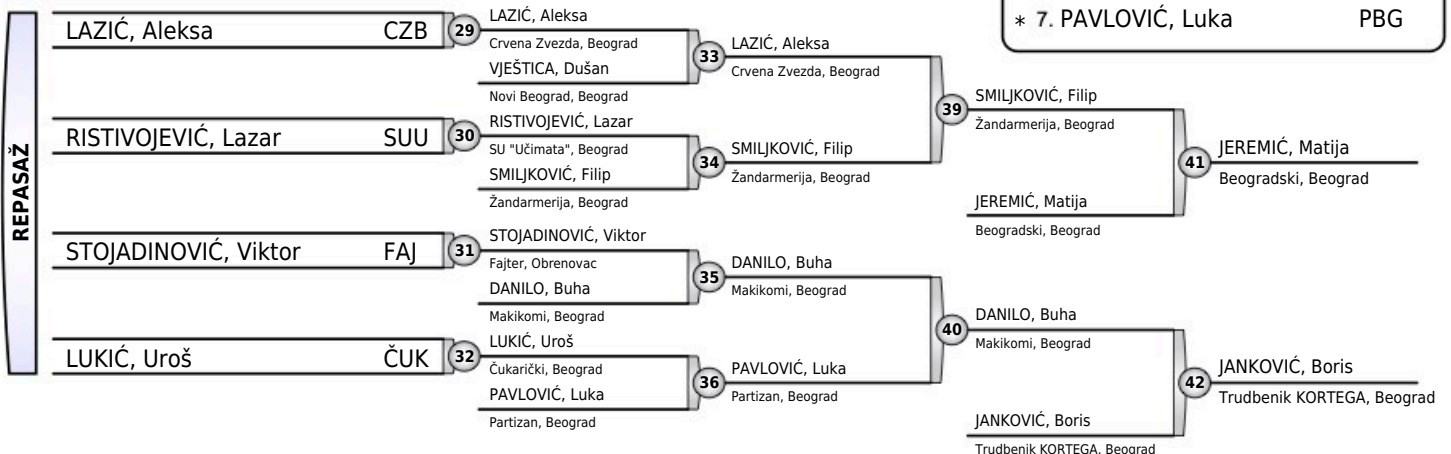 REPASAŽ
LAZIĆ, Aleksa CZB
RISTIVOJEVIĆ, Lazar SUU
STOJADINOVIĆ, Viktor FAJ
LUKIĆ, Uroš ČUK
29
LAZIĆ, Aleksa
Crvena Zvezda, Beograd
VJEŠTICA, Dušan
Novi Beograd, Beograd
30
RISTIVOJEVIĆ, Lazar
SU "Učimata", Beograd
SMILJKOVIĆ, Filip
Žandarmerija, Beograd
31
STOJADINOVIĆ, Viktor
Fajter, Obrenovac
DANILO, Buha
Makikomi, Beograd
32
LUKIĆ, Uroš
Čukarički, Beograd
PAVLOVIĆ, Luka
Partizan, Beograd
33
LAZIĆ, Aleksa
Crvena Zvezda, Beograd
34
SMILJKOVIĆ, Filip
Žandarmerija, Beograd
35
DANILO, Buha
Makikomi, Beograd
36
PAVLOVIĆ, Luka
Partizan, Beograd
39
SMILJKOVIĆ, Filip
Žandarmerija, Beograd
JEREMIĆ, Matija
Beogradski, Beograd
40
DANILO, Buha
Makikomi, Beograd
JANKOVIĆ, Boris
Trudbenik KORTEGA, Beograd
41
JEREMIĆ, Matija
Beogradski, Beograd
42
JANKOVIĆ, Boris
Trudbenik KORTEGA, Beograd
* 7. PAVLOVIĆ, Luka PBG